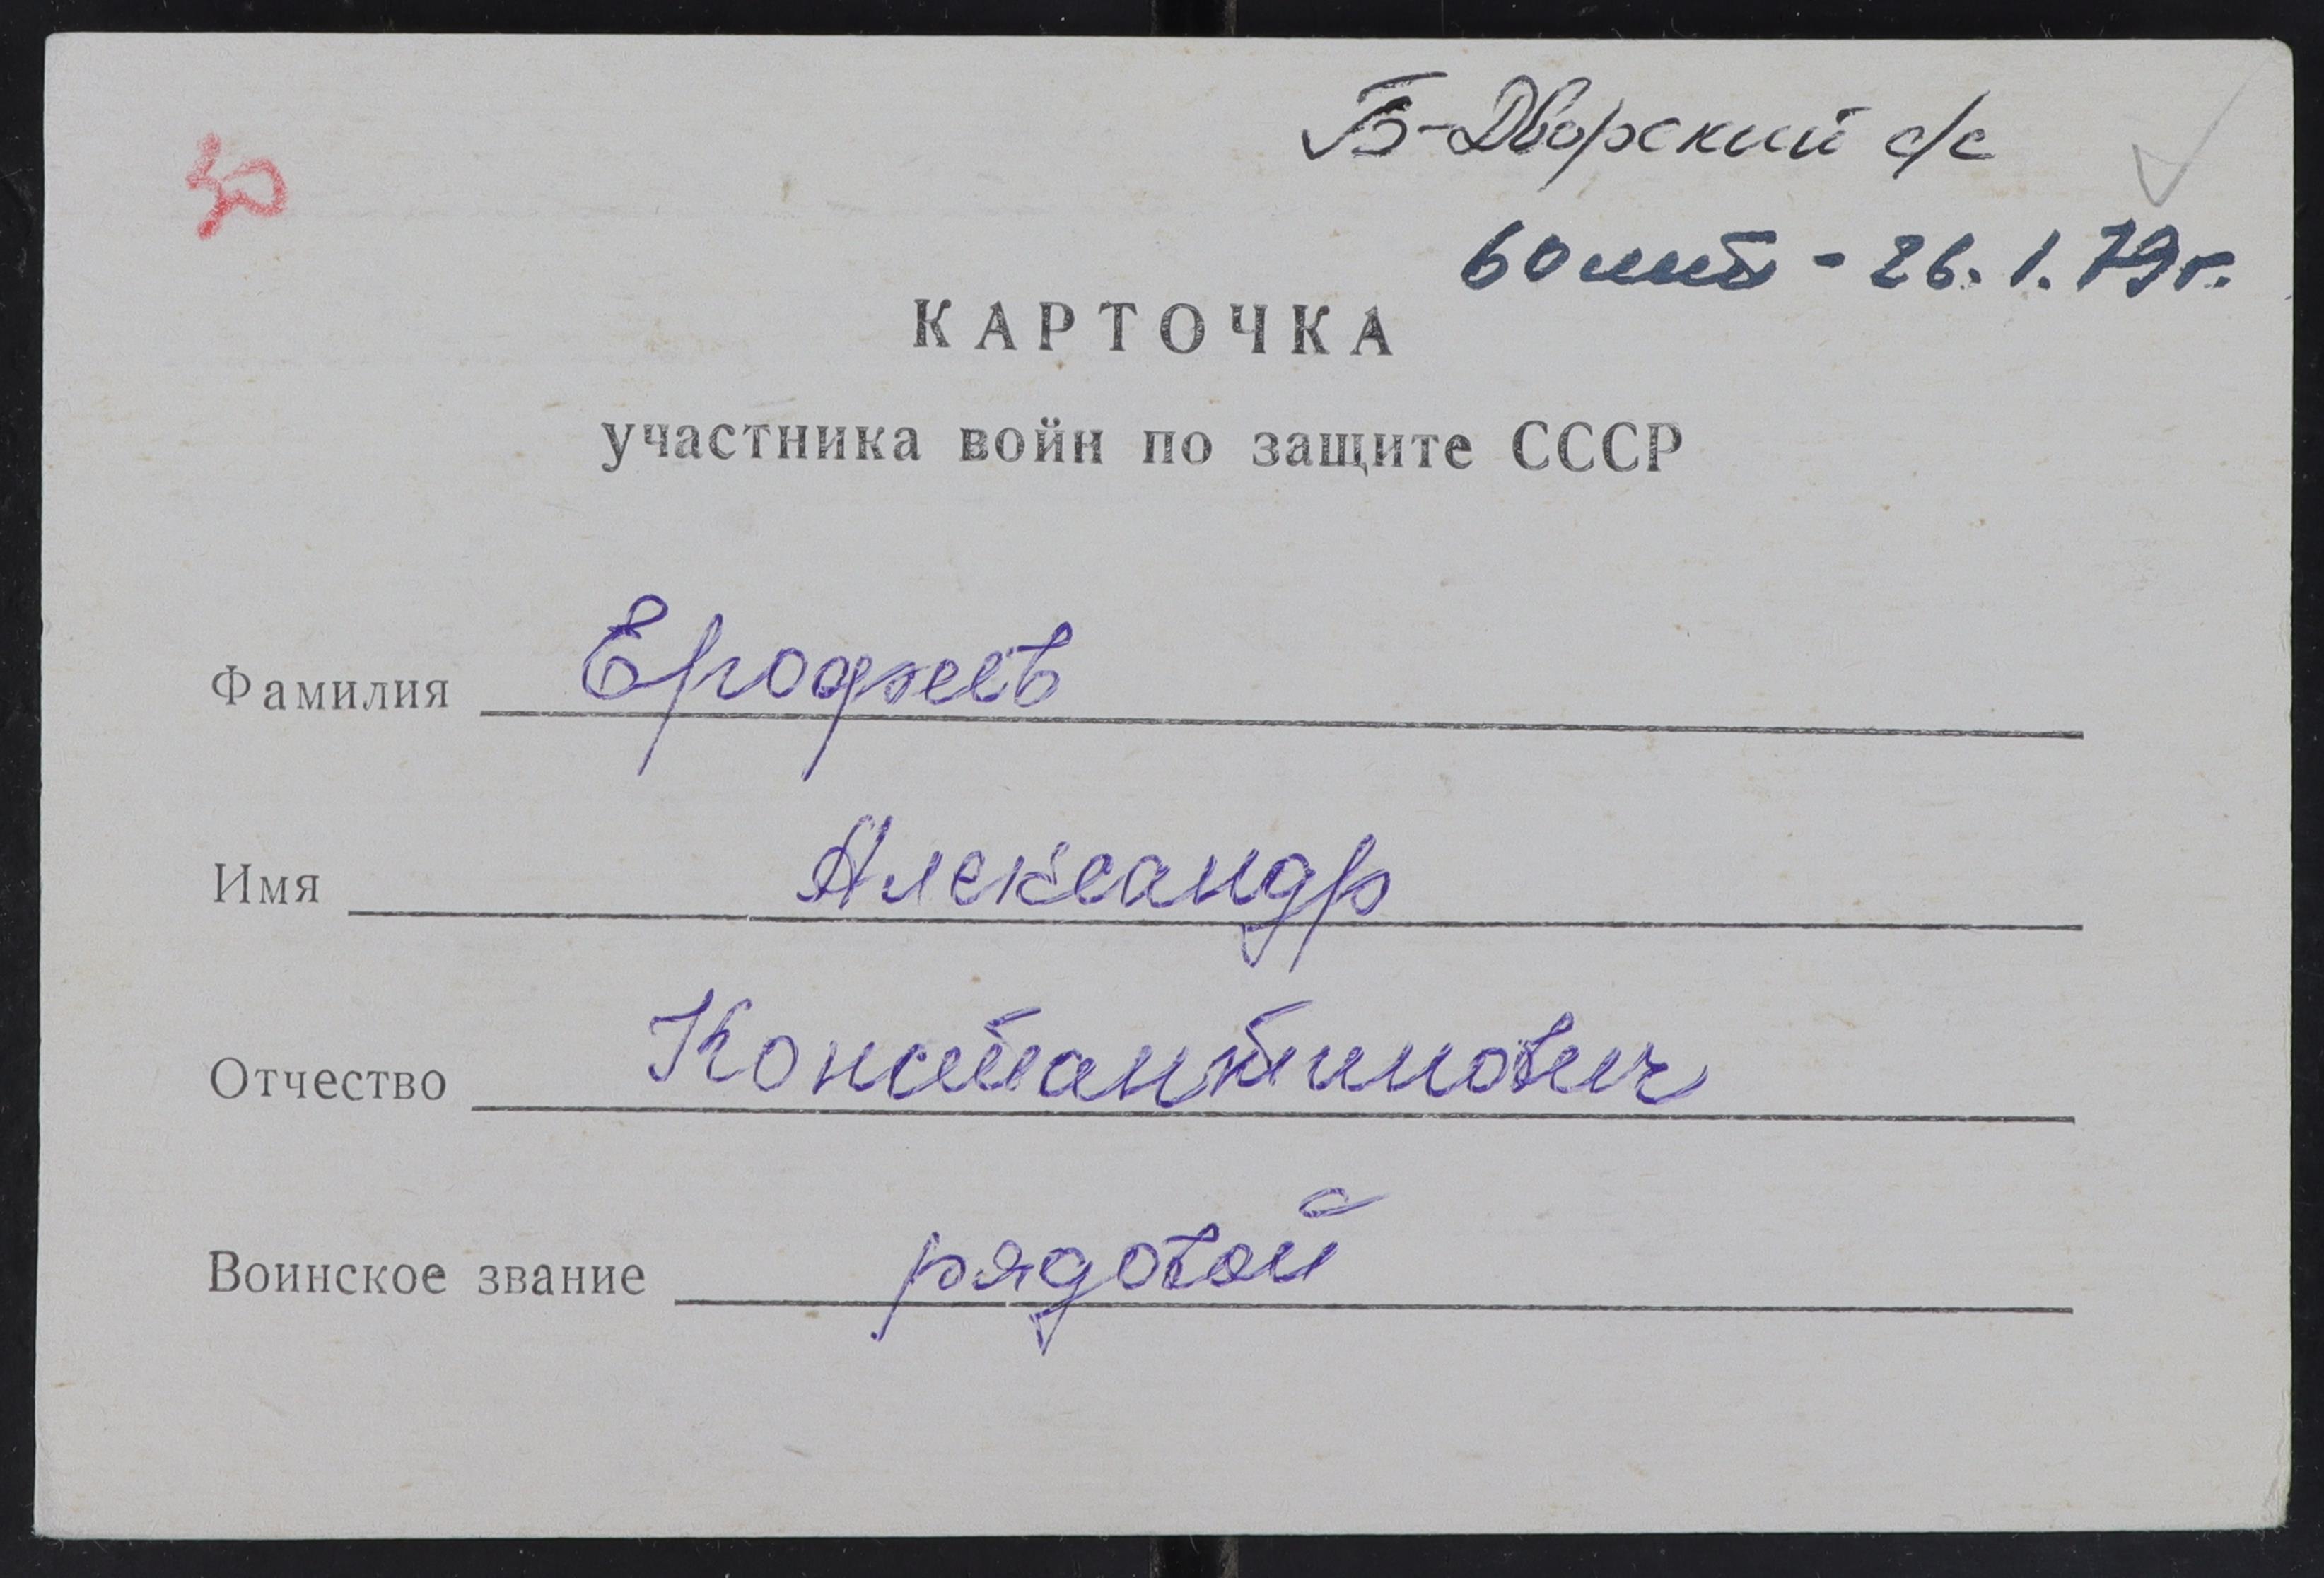 Б-Дворский с/с
60 лет - 26.1.79г.
КАРТОЧКА
участника войн по защите СССР
Фамилия Ерофеев
Имя Александр
Отчество Константинович
Воинское звание рядовой